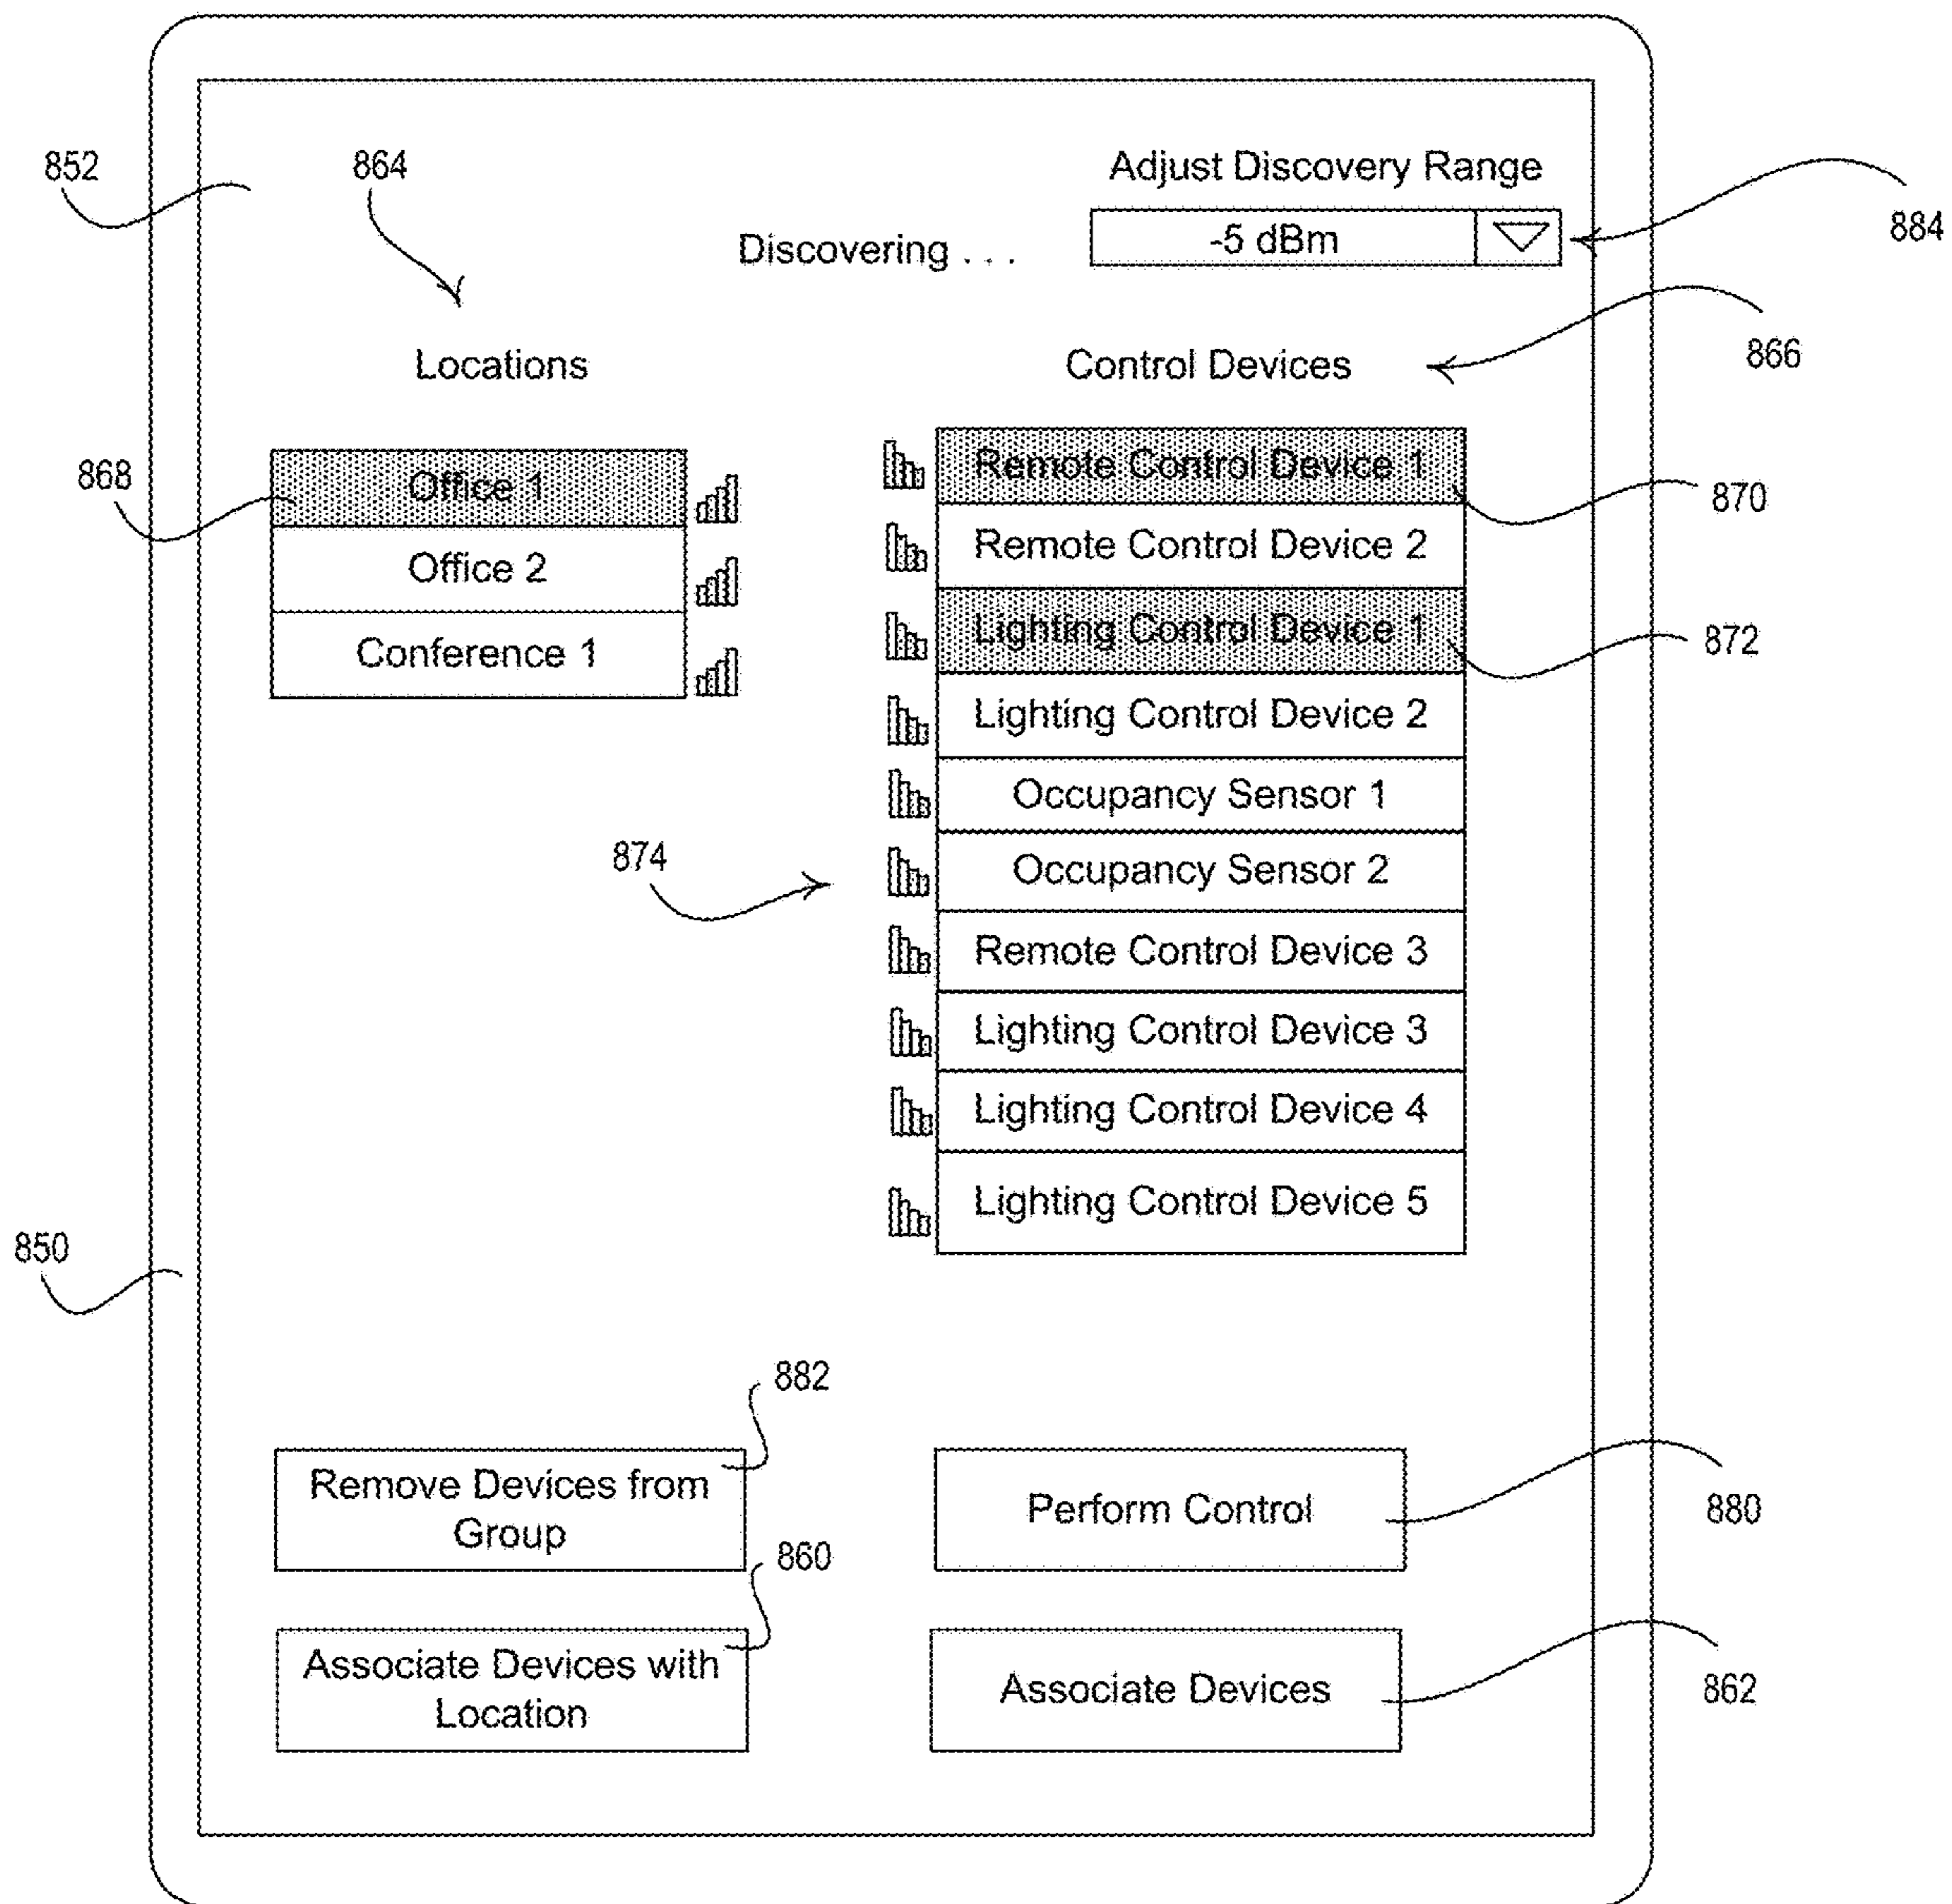 852
864
Adjust Discovery Range
884
Discovering . . .
-5 dBm
866
Locations
Control Devices
868
Office 1
Office 2
Conference 1
Remote Control Device 1
870
Remote Control Device 2
Lighting Control Device 1
872
Lighting Control Device 2
Occupancy Sensor 1
874
Occupancy Sensor 2
Remote Control Device 3
Lighting Control Device 3
Lighting Control Device 4
Lighting Control Device 5
850
882
Remove Devices from
Group
Perform Control
880
860
Associate Devices with
Location
Associate Devices
862